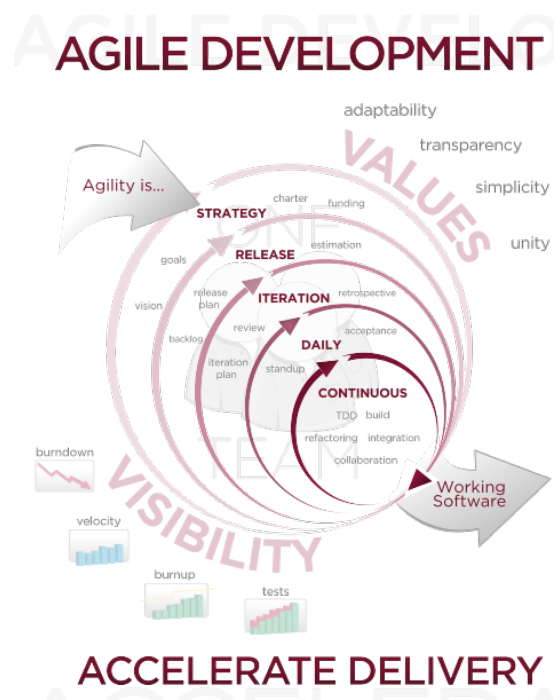 AGILE DEVELOPMENT
adaptability
transparency
simplicity
unity
VALUES
Agility is...
STRATEGY
charter
funding
ONE
goals
RELEASE
estimation
vision
release
plan
ITERATION
retrospective
backlog
review
DAILY
acceptance
iteration
plan
standup
CONTINUOUS
TDD
build
refactoring
integration
collaboration
TEAM
burndown
Working
Software
VISIBILITY
velocity
burnup
tests
ACCELERATE DELIVERY